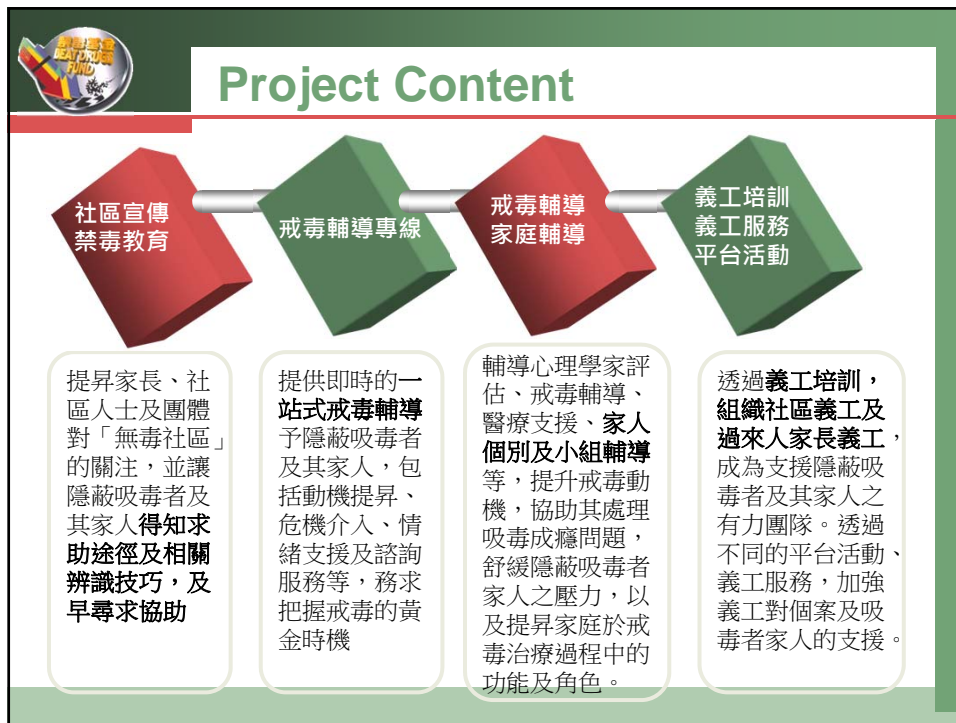 禁毒基金
BEAT DRUGS
FUND
Project Content
社區宣傳
禁毒教育
戒毒輔導專線
戒毒輔導
家庭輔導
義工培訓
義工服務
平台活動
提昇家長、社
區人士及團體
對「無毒社區」
的關注，並讓
隱蔽吸毒者及
其家人得知求
助途徑及相關
辨識技巧，及
早尋求協助
提供即時的一
站式戒毒輔導
予隱蔽吸毒者
及其家人，包
括動機提昇、
危機介入、情
緒支援及諮詢
服務等，務求
把握戒毒的黃
金時機
輔導心理學家評
估、戒毒輔導、
醫療支援、家人
個別及小組輔導
等，提升戒毒動
機，協助其處理
吸毒成癮問題，
舒緩隱蔽吸毒者
家人之壓力，以
及提昇家庭於戒
毒治療過程中的
功能及角色。
透過義工培訓，
組織社區義工及
過來人家長義工，
成為支援隱蔽吸
毒者及其家人之
有力團隊。透過
不同的平台活動、
義工服務，加強
義工對個案及吸
毒者家人的支援。